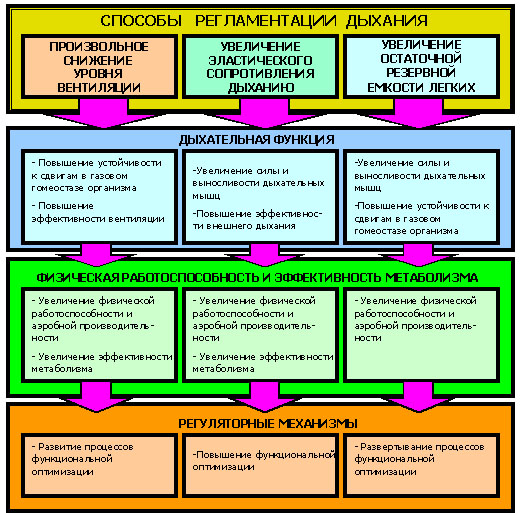 СПОСОБЫ РЕГЛАМЕНТАЦИИ ДЫХАНИЯ
ПРОИЗВОЛЬНОЕ
СНИЖЕНИЕ
УРОВНЯ
ВЕНТИЛЯЦИИ
УВЕЛИЧЕНИЕ
ЭЛАСТИЧЕСКОГО
СОПРОТИВЛЕНИЯ
ДЫХАНИЮ
УВЕЛИЧЕНИЕ
ОСТАТОЧНОЙ
РЕЗЕРВНОЙ
ЕМКОСТИ ЛЕГКИХ
ДЫХАТЕЛЬНАЯ ФУНКЦИЯ
- Повышение устойчивости
к сдвигам в газовом
гомеостазе организма
- Повышение
эффективности вентиляции
-Увеличение силы и
выносливости дыхательных
мышц
-Повышение эффективнос-
ти внешнего дыхания
-Увеличение силы и
выносливости дыхательных
мышц
-Повышение устойчивости к
сдвигам в газовом
гомеостазе организма
ФИЗИЧЕСКАЯ РАБОТОСПОСОБНОСТЬ И ЭФФЕКТИВНОСТЬ МЕТАБОЛИЗМА
- Увеличение физической
работоспособности и
аэробной производитель-
ности
- Увеличение эффективности
метаболизма
- Увеличение физической
работоспособности и
аэробной производитель-
ности
- Увеличение эффективности
метаболизма
- Увеличение физической
работоспособности и
аэробной производитель-
ности
РЕГУЛЯТОРНЫЕ МЕХАНИЗМЫ
- Развитие процессов
функциональной
оптимизации
-Повышение функциональной
оптимизации
- Развертывание процессов
функциональной
оптимизации